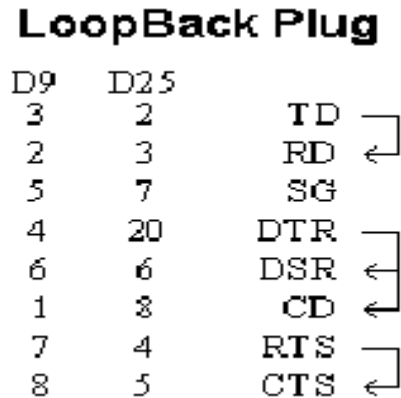 LoopBack Plug
D9 D25
3 2 TD
2 3 RD
5 7 SG
4 20 DTR
6 6 DSR
1 8 CD
7 4 RTS
8 5 CTS